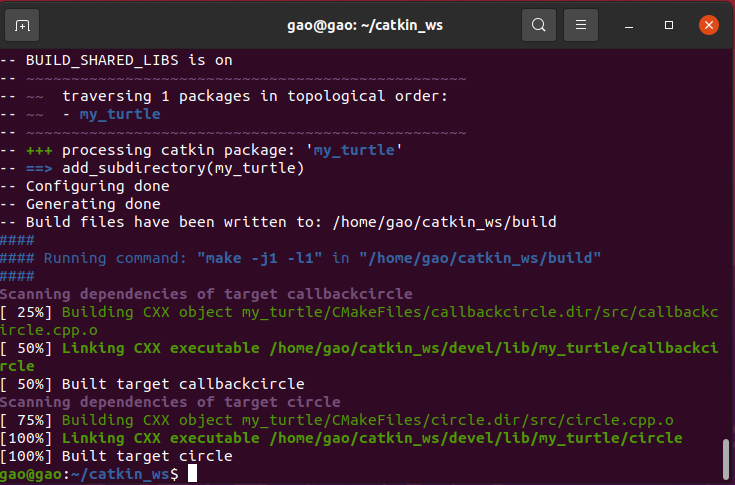 gao@gao: ~/catkin_ws
-- BUILD_SHARED_LIBS is on
-- ~~~~~~~~~~~~~~~~~~~~~~~~~~~~~~~~~~~~~~~~~~~~~~~~~
-- ~~  traversing 1 packages in topological order:
-- ~~  - my_turtle
-- ~~~~~~~~~~~~~~~~~~~~~~~~~~~~~~~~~~~~~~~~~~~~~~~~~
-- +++ processing catkin package: 'my_turtle'
-- ==> add_subdirectory(my_turtle)
-- Configuring done
-- Generating done
-- Build files have been written to: /home/gao/catkin_ws/build
####
#### Running command: "make -j1 -l1" in "/home/gao/catkin_ws/build"
####
Scanning dependencies of target callbackcircle
[ 25%] Building CXX object my_turtle/CMakeFiles/callbackcircle.dir/src/callbackc
ircle.cpp.o
[ 50%] Linking CXX executable /home/gao/catkin_ws/devel/lib/my_turtle/callbackci
rcle
[ 50%] Built target callbackcircle
Scanning dependencies of target circle
[ 75%] Building CXX object my_turtle/CMakeFiles/circle.dir/src/circle.cpp.o
[100%] Linking CXX executable /home/gao/catkin_ws/devel/lib/my_turtle/circle
[100%] Built target circle
gao@gao:~/catkin_ws$